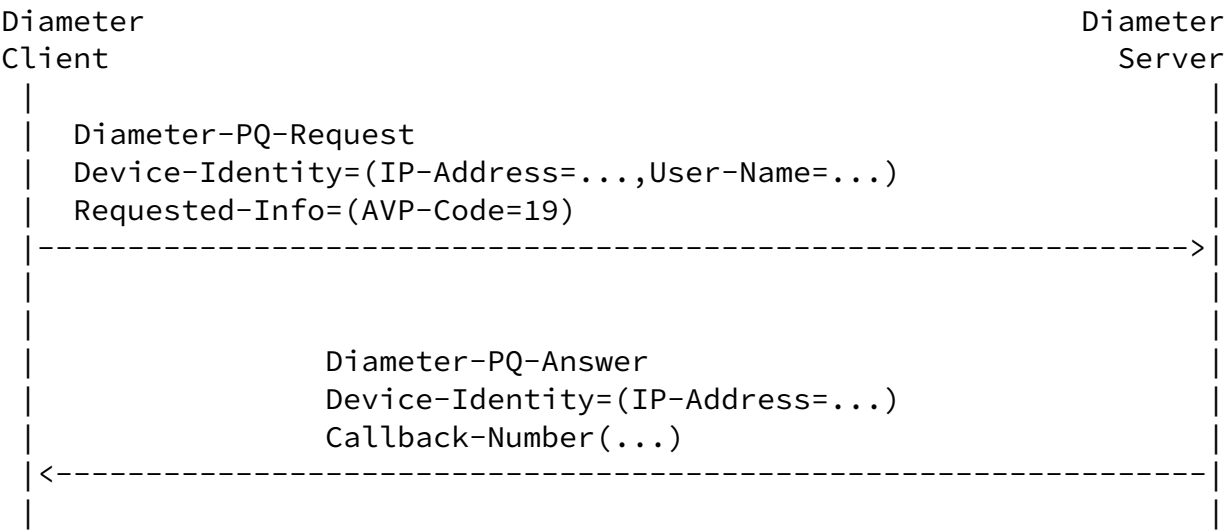 Diameter Diameter
Client Server
Diameter-PQ-Request
Device-Identity=(IP-Address=...,User-Name=...)
Requested-Info=(AVP-Code=19)
Diameter-PQ-Answer
Device-Identity=(IP-Address=...)
Callback-Number(...)